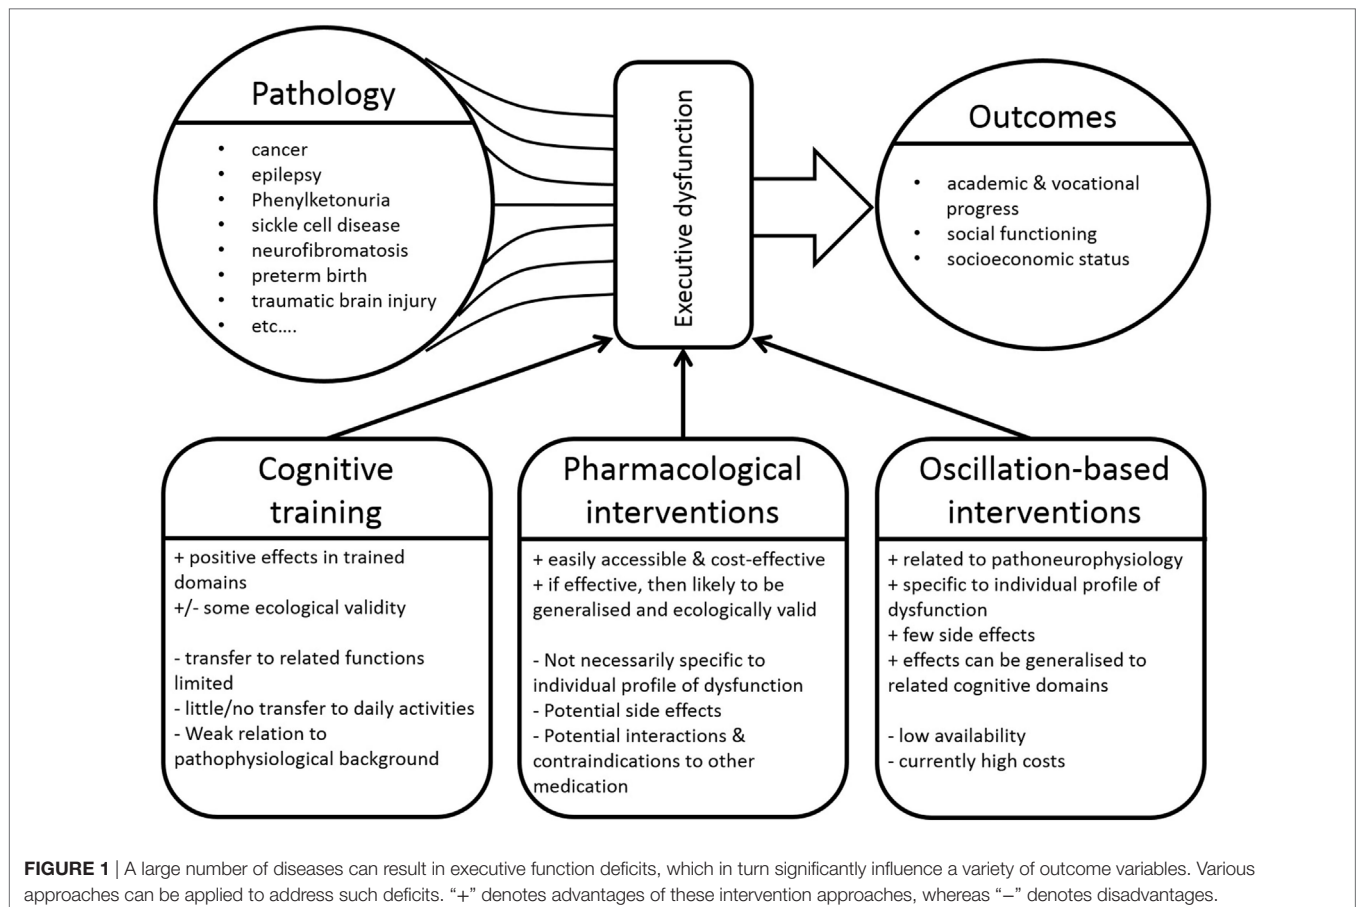 Pathology
• cancer
• epilepsy
• Phenylketonuria
• sickle cell disease
• neurofibromatosis
• preterm birth
• traumatic brain injury
• etc....
Executive dysfunction
Outcomes
• academic & vocational
progress
• social functioning
• socioeconomic status
Cognitive
training
+ positive effects in trained
domains
+/- some ecological validity
- transfer to related functions
limited
- little/no transfer to daily activities
- Weak relation to
pathophysiological background
Pharmacological
interventions
+ easily accessible & cost-effective
+ if effective, then likely to be
generalised and ecologically valid
- Not necessarily specific to
individual profile of dysfunction
- Potential side effects
- Potential interactions &
contraindications to other
medication
Oscillation-based
interventions
+ related to pathoneurophysiology
+ specific to individual profile of
dysfunction
+ few side effects
+ effects can be generalised to
related cognitive domains
- low availability
- currently high costs
FIGURE 1 | A large number of diseases can result in executive function deficits, which in turn significantly influence a variety of outcome variables. Various
approaches can be applied to address such deficits. “+” denotes advantages of these intervention approaches, whereas “−” denotes disadvantages.